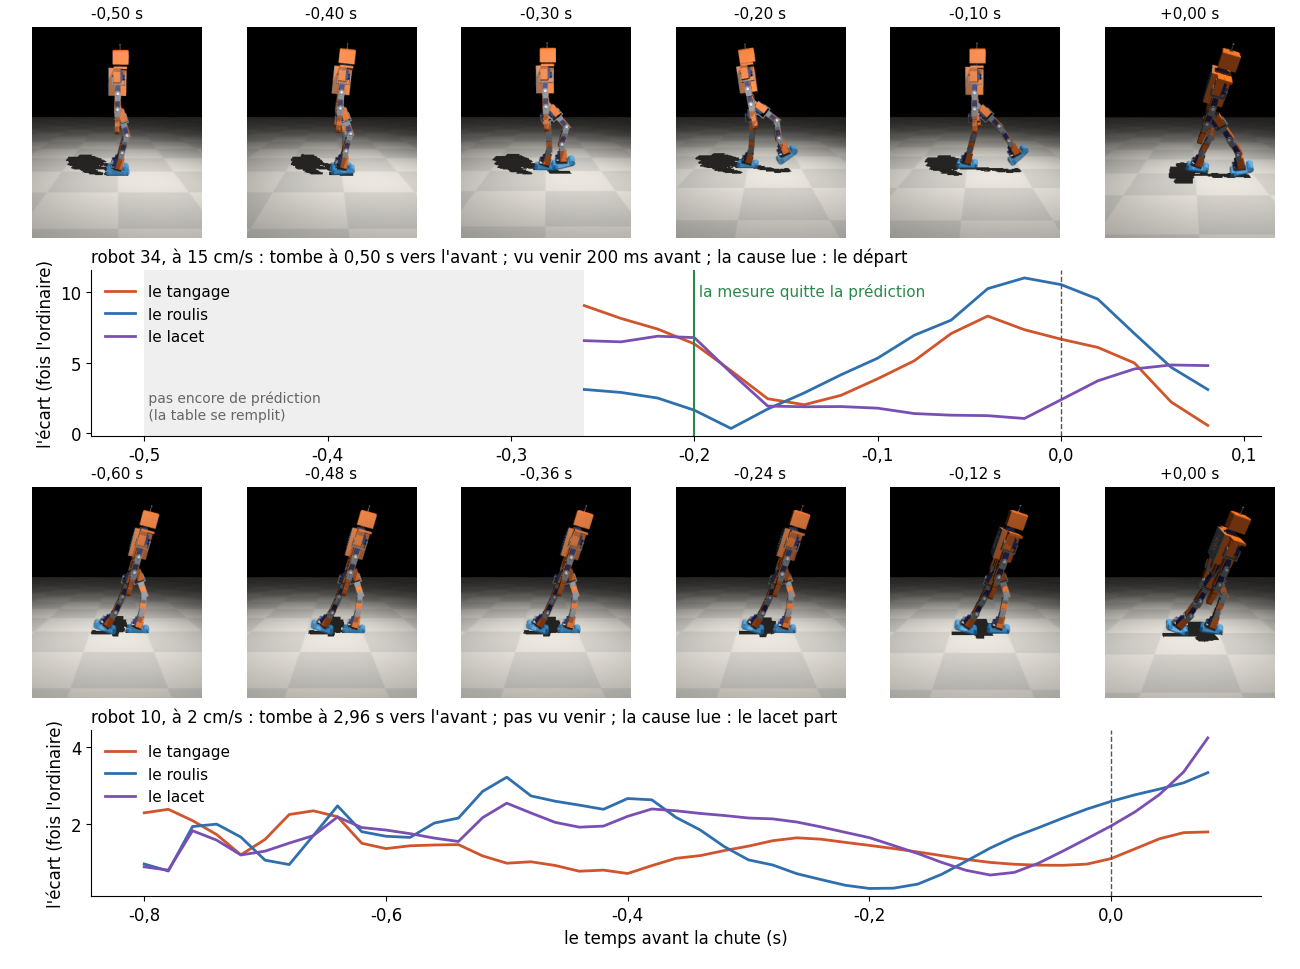 -0,50 s
-0,40 s
-0,30 s
-0,20 s
-0,10 s
+0,00 s
robot 34, à 15 cm/s : tombe à 0,50 s vers l'avant ; vu venir 200 ms avant ; la cause lue : le départ
l'écart (fois l'ordinaire)
10
5
0
le tangage
le roulis
le lacet
la mesure quitte la prédiction
pas encore de prédiction
(la table se remplit)
-0,5
-0,4
-0,3
-0,2
-0,1
0,0
0,1
-0,60 s
-0,48 s
-0,36 s
-0,24 s
-0,12 s
+0,00 s
robot 10, à 2 cm/s : tombe à 2,96 s vers l'avant ; pas vu venir ; la cause lue : le lacet part
l'écart (fois l'ordinaire)
4
2
le tangage
le roulis
le lacet
-0,8
-0,6
-0,4
-0,2
0,0
le temps avant la chute (s)